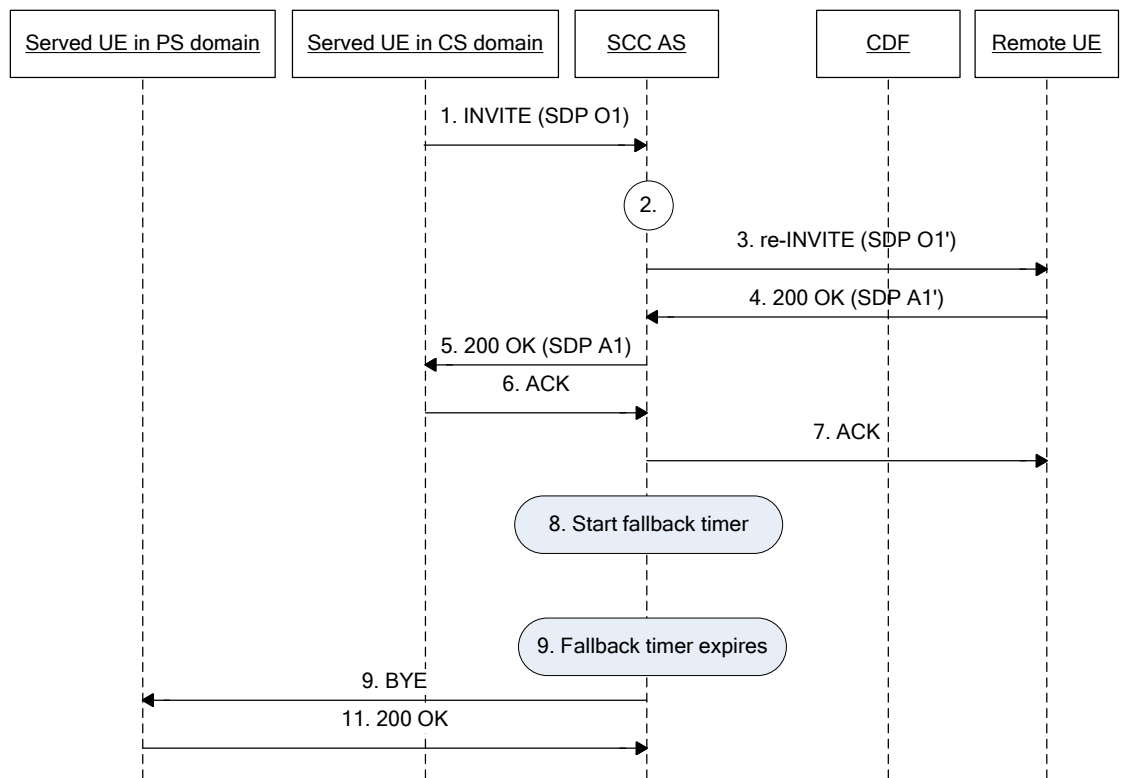 Served UE in PS domain
Served UE in CS domain
SCC AS
CDF
Remote UE
1. INVITE (SDP O1)
2.
3. re-INVITE (SDP O1')
4. 200 OK (SDP A1')
5. 200 OK (SDP A1)
6. ACK
7. ACK
8. Start fallback timer
9. Fallback timer expires
9. BYE
11. 200 OK